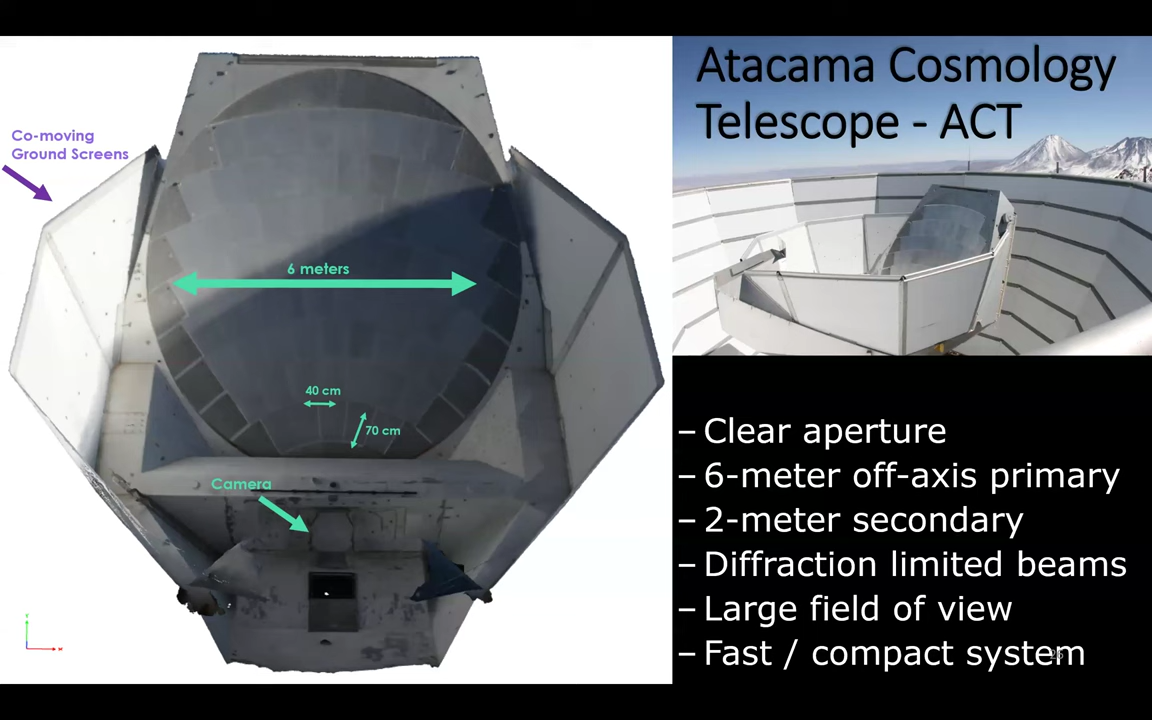 Atacama Cosmology
Telescope - ACT
Co-moving
Ground Screens
6 meters
40 cm
70 cm
Camera
– Clear aperture
– 6-meter off-axis primary
– 2-meter secondary
– Diffraction limited beams
– Large field of view
– Fast / compact system